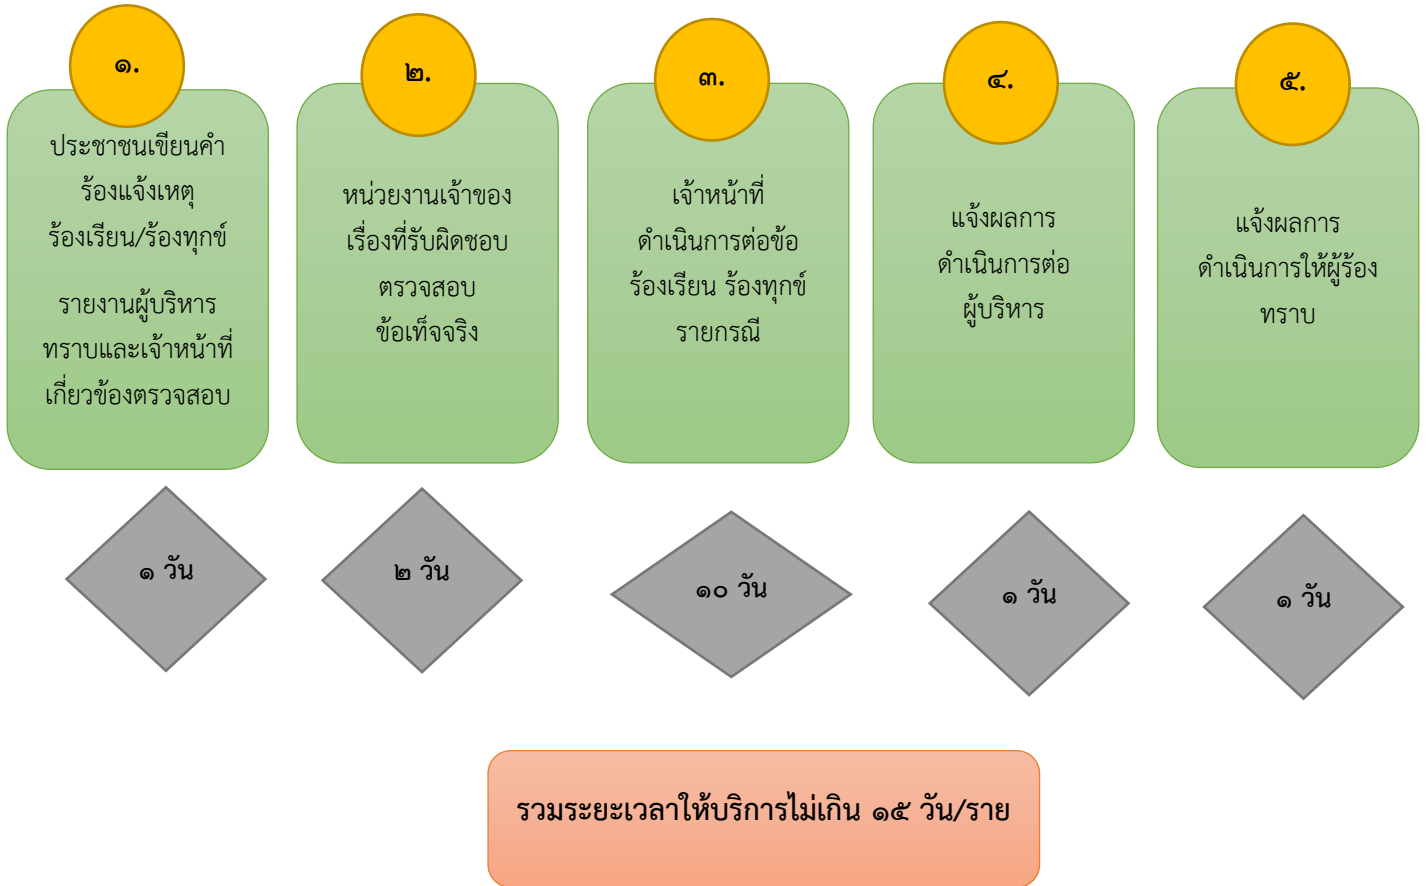 ๑.
ประชาชนเขียนคำ
ร้องแจ้งเหตุ
ร้องเรียน/ร้องทุกข์
รายงานผู้บริหาร
ทราบและเจ้าหน้าที่
เกี่ยวข้องตรวจสอบ
๑ วัน
๒.
หน่วยงานเจ้าของ
เรื่องที่รับผิดชอบ
ตรวจสอบ
ข้อเท็จจริง
๒ วัน
๓.
เจ้าหน้าที่
ดำเนินการต่อข้อ
ร้องเรียน ร้องทุกข์
รายกรณี
๑๐ วัน
๔.
แจ้งผลการ
ดำเนินการต่อ
ผู้บริหาร
๑ วัน
๕.
แจ้งผลการ
ดำเนินการให้ผู้ร้อง
ทราบ
๑ วัน
รวมระยะเวลาให้บริการไม่เกิน ๑๕ วัน/ราย